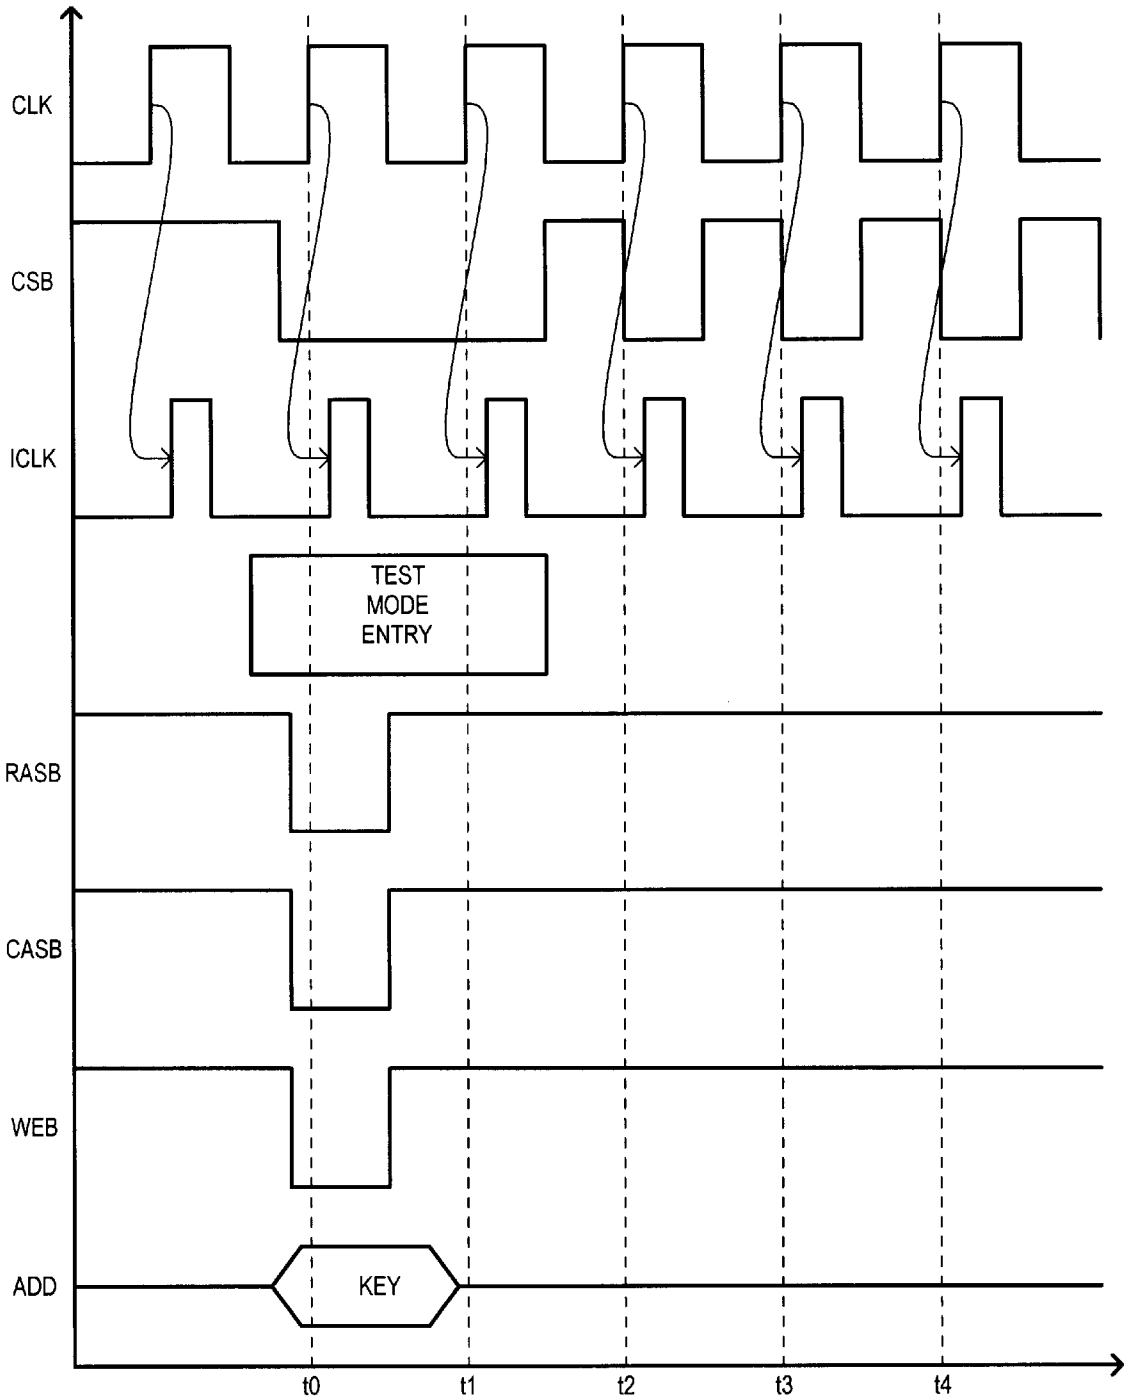 CLK
CSB
ICLK
TEST
MODE
ENTRY
RASB
CASB
WEB
ADD
KEY
t0 t1 t2 t3 t4